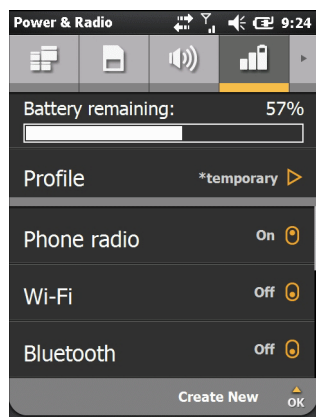 Power & Radio 9:24
Battery remaining: 57%
Profile *temporary
Phone radio On
Wi-Fi Off
Bluetooth Off
Create New OK